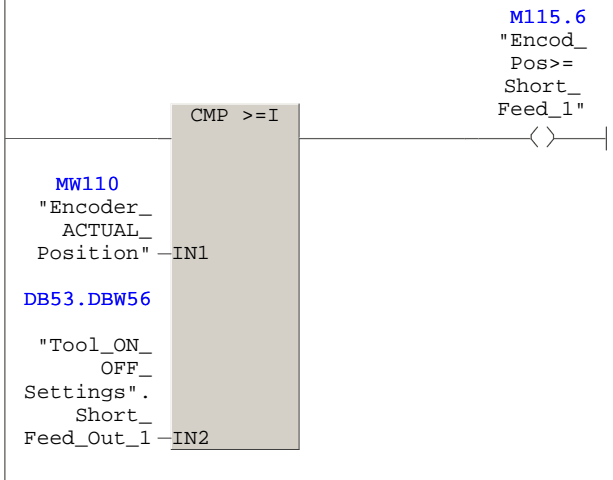 M115.6
"Encod_
Pos>=
Short_
Feed_1"
CMP >=I
MW110
"Encoder_
ACTUAL_
Position"
IN1
DB53.DBW56
"Tool_ON_
OFF_
Settings".
Short_
Feed_Out_1
IN2